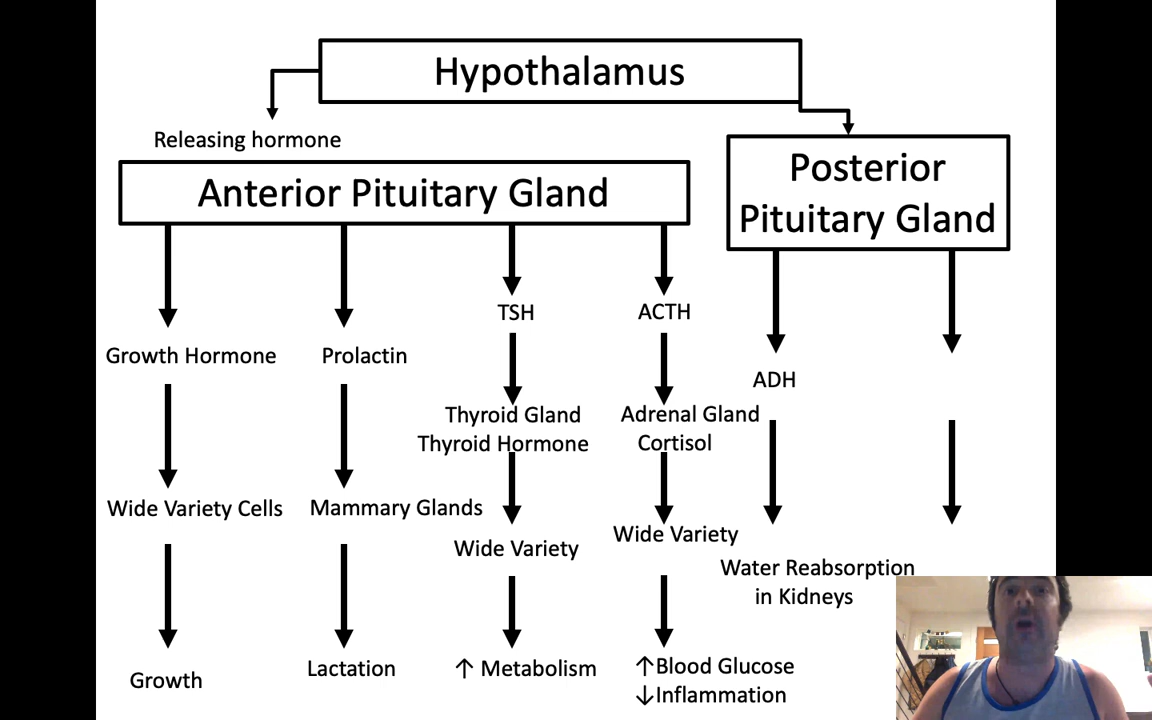 Hypothalamus
Releasing hormone
Anterior Pituitary Gland
Posterior
Pituitary Gland
TSH
ACTH
Growth Hormone
Prolactin
ADH
Thyroid Gland
Thyroid Hormone
Adrenal Gland
Cortisol
Wide Variety Cells
Mammary Glands
Wide Variety
Wide Variety
Water Reabsorption
in Kidneys
Growth
Lactation
↑ Metabolism
↑Blood Glucose
↓Inflammation